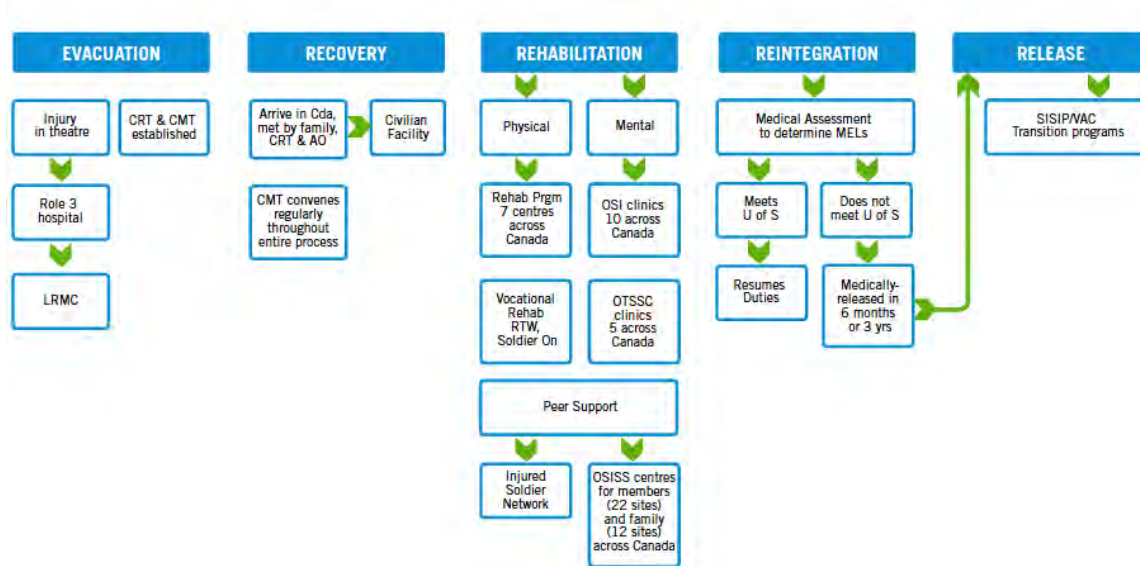 EVACUATION
Injury
in theatre
CRT & CMT
established
Role 3
hospital
LRMC
RECOVERY
Arrive in Cda,
met by family,
CRT & AO
Civilian
Facility
CMT convenes
regularly
throughout
entire process
REHABILITATION
Physical
Mental
Rehab Prgm
7 centres
across
Canada
OSI clinics
10 across
Canada
Vocational
Rehab
RTW,
Soldier On
OTSSC
clinics
5 across
Canada
Peer Support
Injured
Soldier
Network
OSISS centres
for members
(22 sites)
and family
(12 sites)
across Canada
REINTEGRATION
Medical Assessment
to determine MELs
Meets
U of S
Does not
meet U of S
Resumes
Duties
Medically-
released in
6 months
or 3 yrs
RELEASE
SISIP/VAC
Transition programs